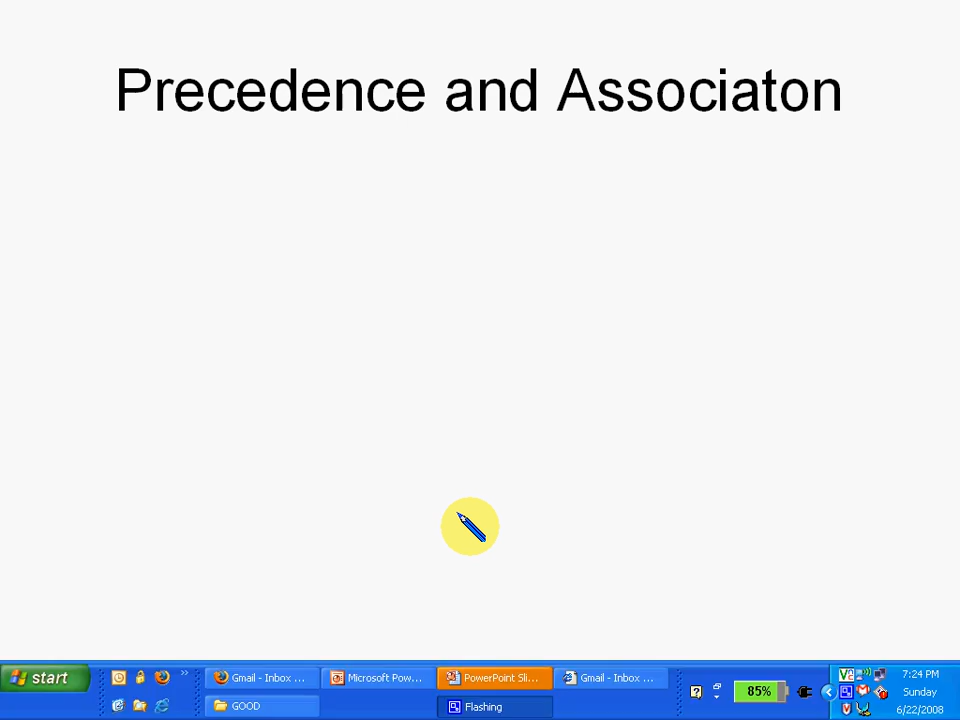 Precedence and Associaton
start
Gmail - Inbox ...
Microsoft Pow...
PowerPoint Sli...
Gmail - Inbox ...
GOOD
Flashing
85%
7:24 PM
Sunday
6/22/2008